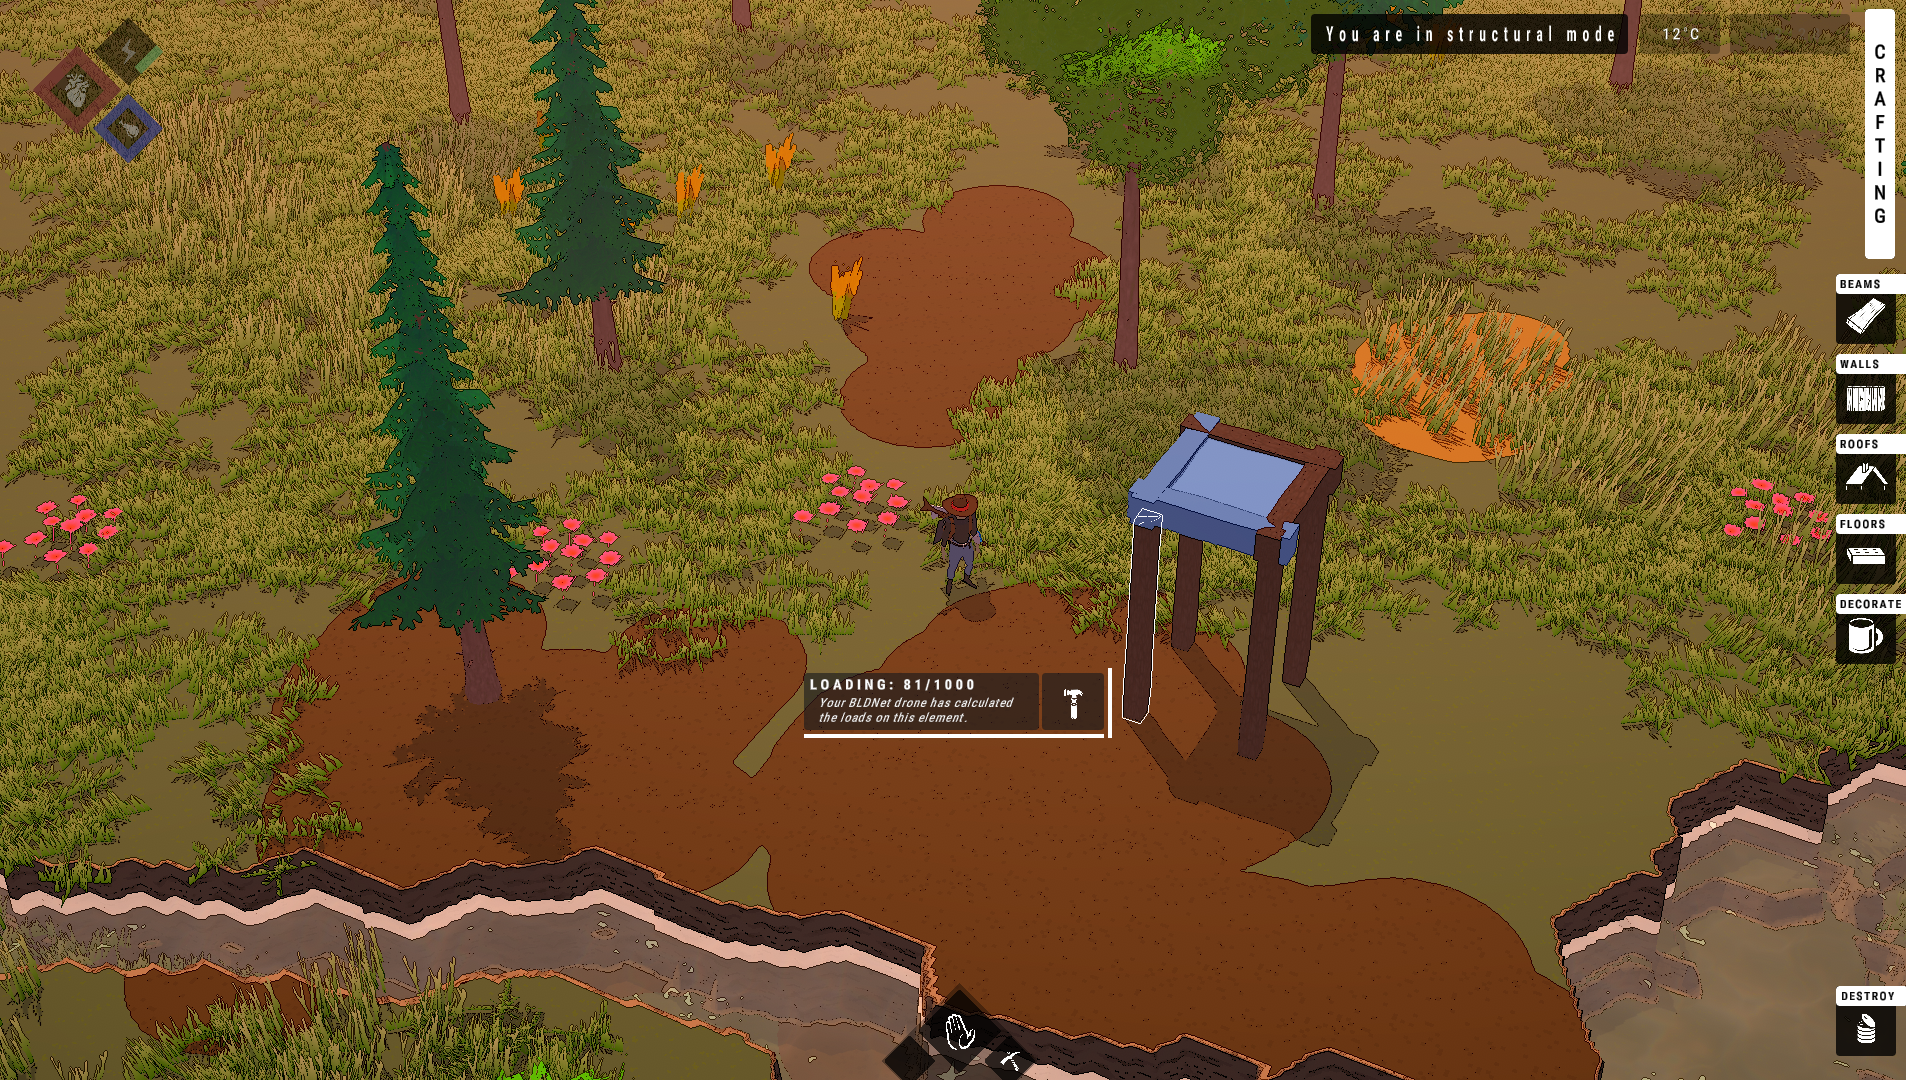 You are in structural mode
12°C
CRAFTING
BEAMS
WALLS
ROOFS
FLOORS
DECORATE
LOADING: 81/1000
Your BLDNet drone has calculated
the loads on this element.
DESTROY